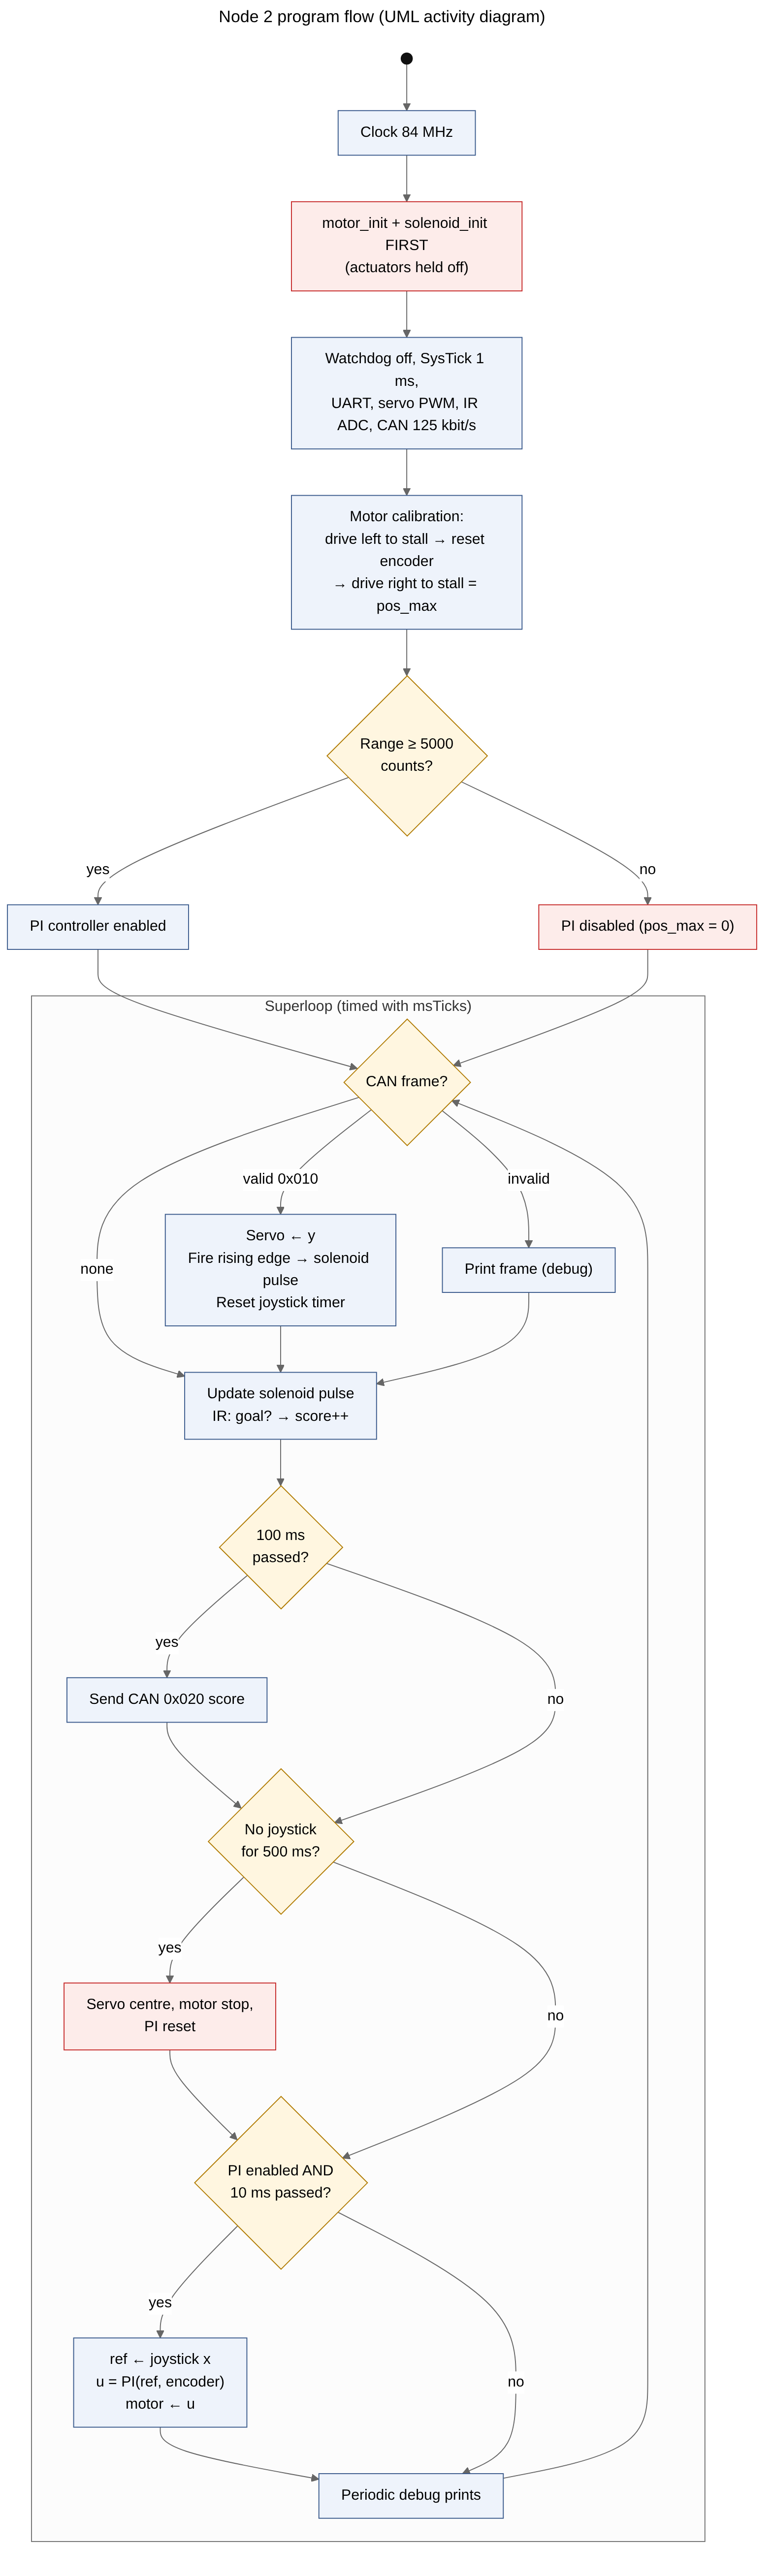 Node 2 program flow (UML activity diagram)
Clock 84 MHz
motor_init + solenoid_init
FIRST
(actuators held off)
Watchdog off, SysTick 1
ms,
UART, servo PWM, IR
ADC, CAN 125 kbit/s
Motor calibration:
drive left to stall → reset
encoder
→ drive right to stall =
pos_max
Range ≥ 5000
counts?
yes
no
PI controller enabled
PI disabled (pos_max = 0)
Superloop (timed with msTicks)
CAN frame?
valid 0x010
invalid
none
Servo ← y
Fire rising edge → solenoid
pulse
Reset joystick timer
Print frame (debug)
Update solenoid pulse
IR: goal? → score++
100 ms
passed?
yes
no
Send CAN 0x020 score
No joystick
for 500 ms?
yes
no
Servo centre, motor stop,
PI reset
PI enabled AND
10 ms passed?
yes
no
ref ← joystick x
u = PI(ref, encoder)
motor ← u
Periodic debug prints